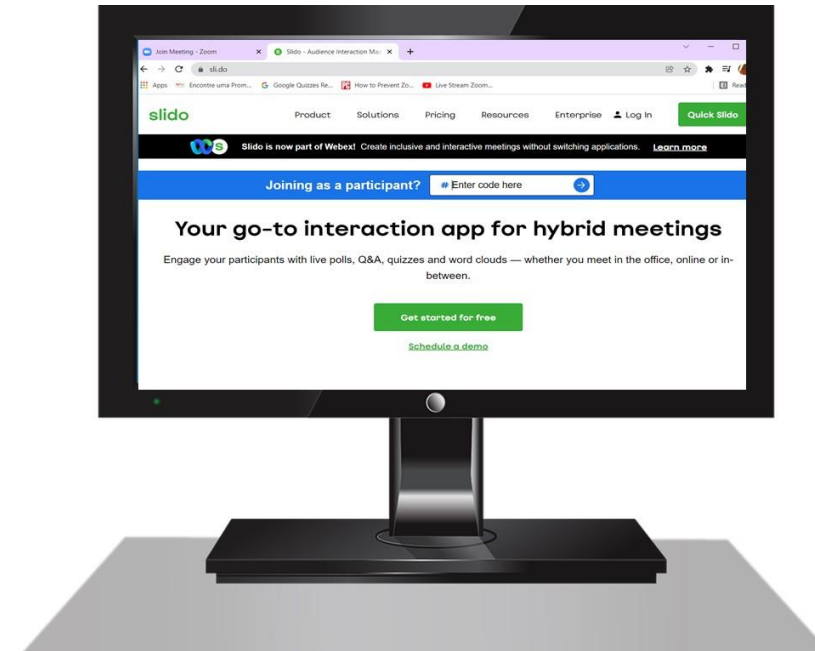 Join Meeting - Zoom
Slido - Audience Interaction Ma
sli.do
Apps
Encontre uma Prom...
Google Quizzes Re...
How to Prevent Zo...
Live Stream Zoom...
Read
slido
Product
Solutions
Pricing
Resources
Enterprise
Log In
Quick Slido
S
Slido is now part of Webex! Create inclusive and interactive meetings without switching applications.
Learn more
Joining as a participant?
# Enter code here
Your go-to interaction app for hybrid meetings
Engage your participants with live polls, Q&A, quizzes and word clouds — whether you meet in the office, online or in-
between.
Get started for free
Schedule a demo